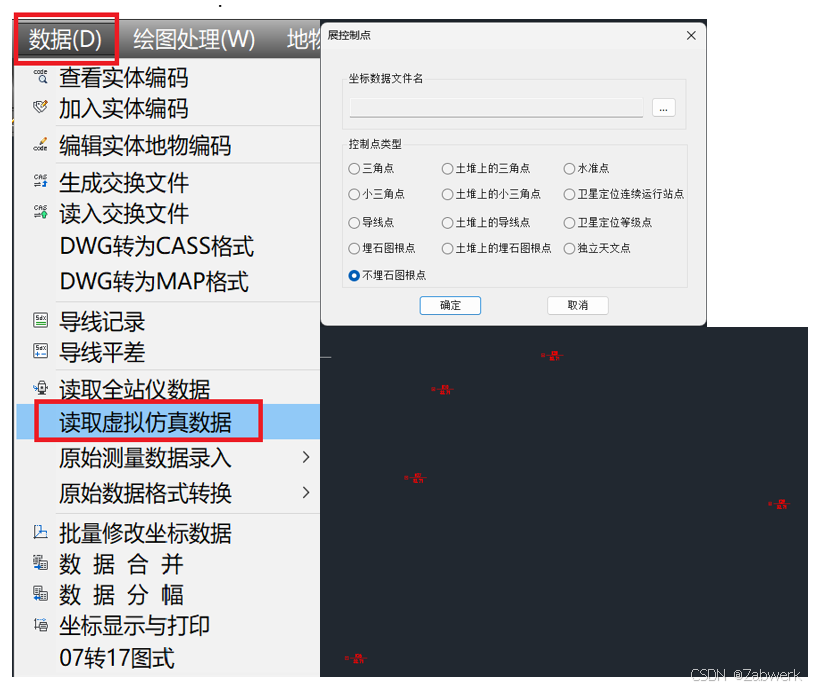 数据(D)
绘图处理(W)
地物
查看实体编码
加入实体编码
编辑实体地物编码
生成交换文件
读入交换文件
DWG转为CASS格式
DWG转为MAP格式
导线记录
导线平差
读取全站仪数据
读取虚拟仿真数据
原始测量数据录入
原始数据格式转换
批量修改坐标数据
数 据 合 并
数 据 分 幅
坐标显示与打印
07转17图式
展控制点
坐标数据文件名
...
控制点类型
三角点
土堆上的三角点
水准点
小三角点
土堆上的小三角点
卫星定位连续运行站点
导线点
土堆上的导线点
卫星定位等级点
埋石图根点
土堆上的埋石图根点
独立天文点
不埋石图根点
确定
取消
CSDN @Zabwerk